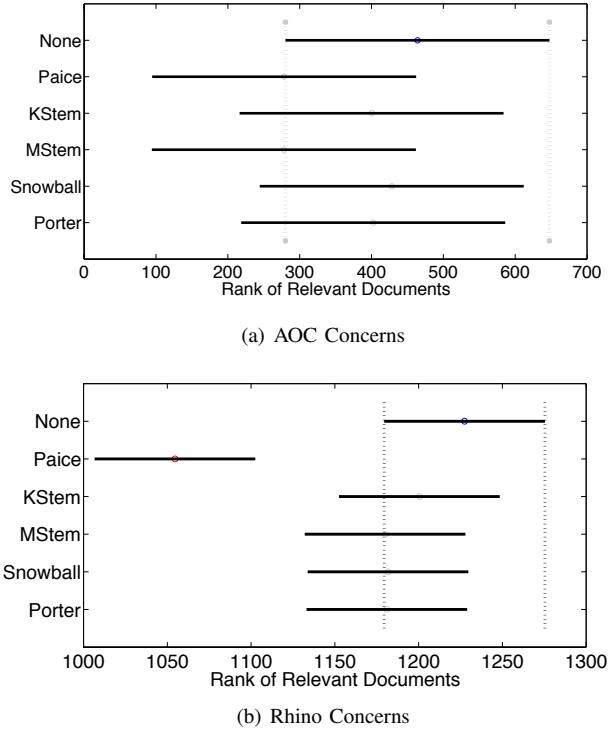 None
Paice
KStem
MStem
Snowball
Porter
0 100 200 300 400 500 600 700
Rank of Relevant Documents
(a) AOC Concerns
None
Paice
KStem
MStem
Snowball
Porter
1000 1050 1100 1150 1200 1250 1300
Rank of Relevant Documents
(b) Rhino Concerns